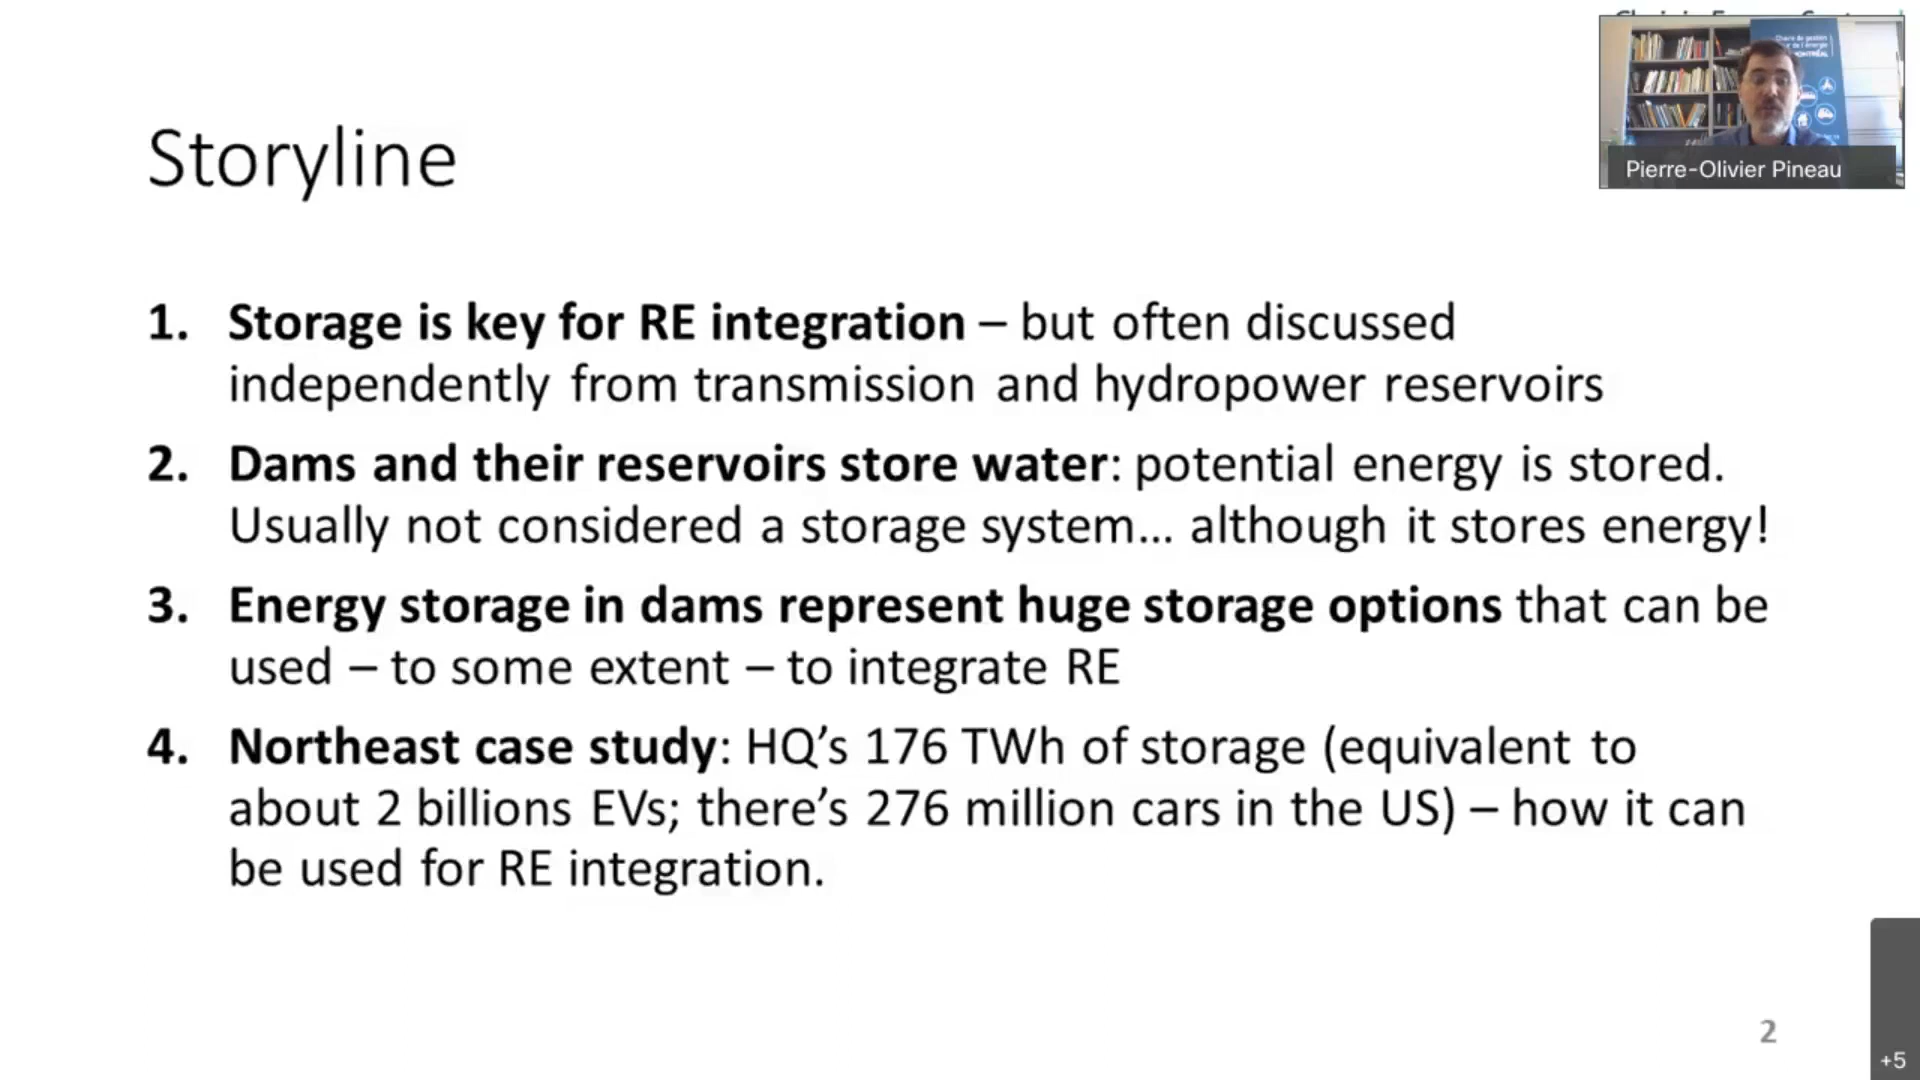 Storyline
Pierre-Olivier Pineau
MONTRÉAL
1. Storage is key for RE integration – but often discussed
independently from transmission and hydropower reservoirs
2. Dams and their reservoirs store water: potential energy is stored.
Usually not considered a storage system... although it stores energy!
3. Energy storage in dams represent huge storage options that can be
used – to some extent – to integrate RE
4. Northeast case study: HQ’s 176 TWh of storage (equivalent to
about 2 billions EVs; there’s 276 million cars in the US) – how it can
be used for RE integration.
2
+5